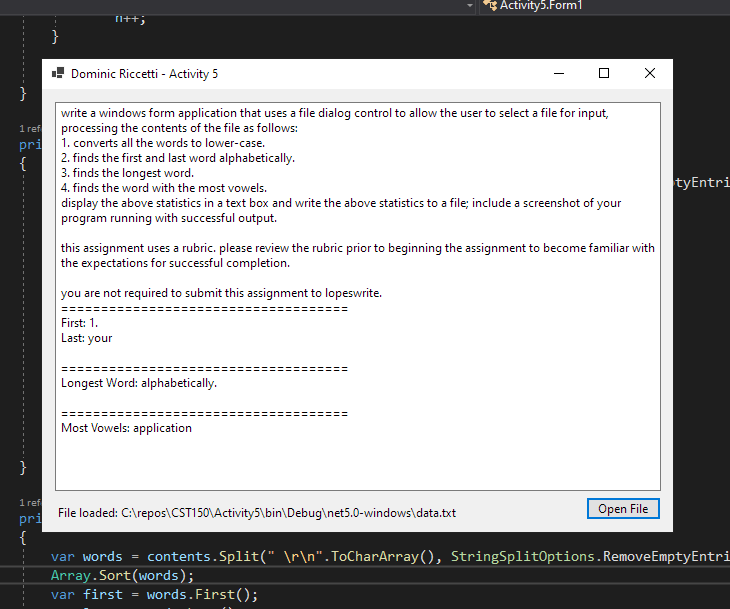 Activity5.Form1
n++;
}
Dominic Riccetti - Activity 5
}
1 ref
pri
{
tyEntri
write a windows form application that uses a file dialog control to allow the user to select a file for input,
processing the contents of the file as follows:
1. converts all the words to lower-case.
2. finds the first and last word alphabetically.
3. finds the longest word.
4. finds the word with the most vowels.
display the above statistics in a text box and write the above statistics to a file; include a screenshot of your
program running with successful output.
this assignment uses a rubric. please review the rubric prior to beginning the assignment to become familiar with
the expectations for successful completion.
you are not required to submit this assignment to lopeswrite.
====================================
First: 1.
Last: your
====================================
Longest Word: alphabetically.
====================================
Most Vowels: application
}
File loaded: C:\repos\CST150\Activity5\bin\Debug\net5.0-windows\data.txt
Open File
1 ref
pri
{
var words = contents.Split(" \r\n".ToCharArray(), StringSplitOptions.RemoveEmptyEntri
Array.Sort(words);
var first = words.First();